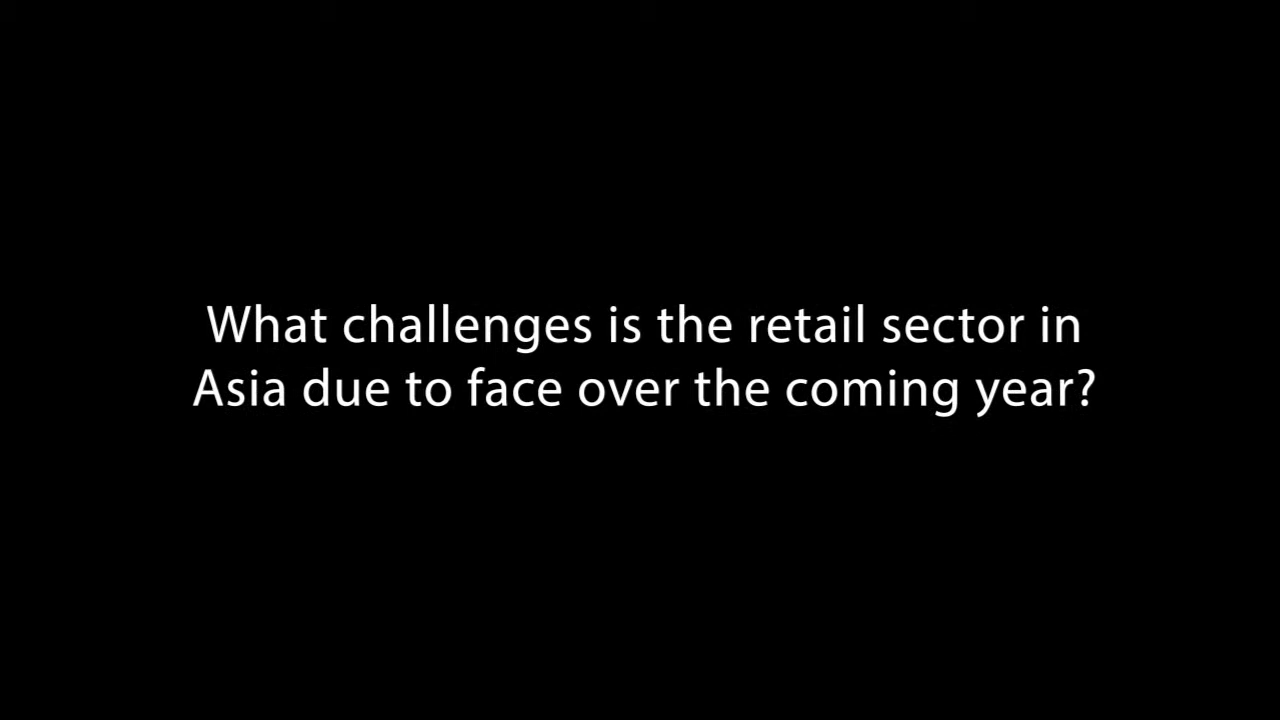 What challenges is the retail sector in
Asia due to face over the coming year?